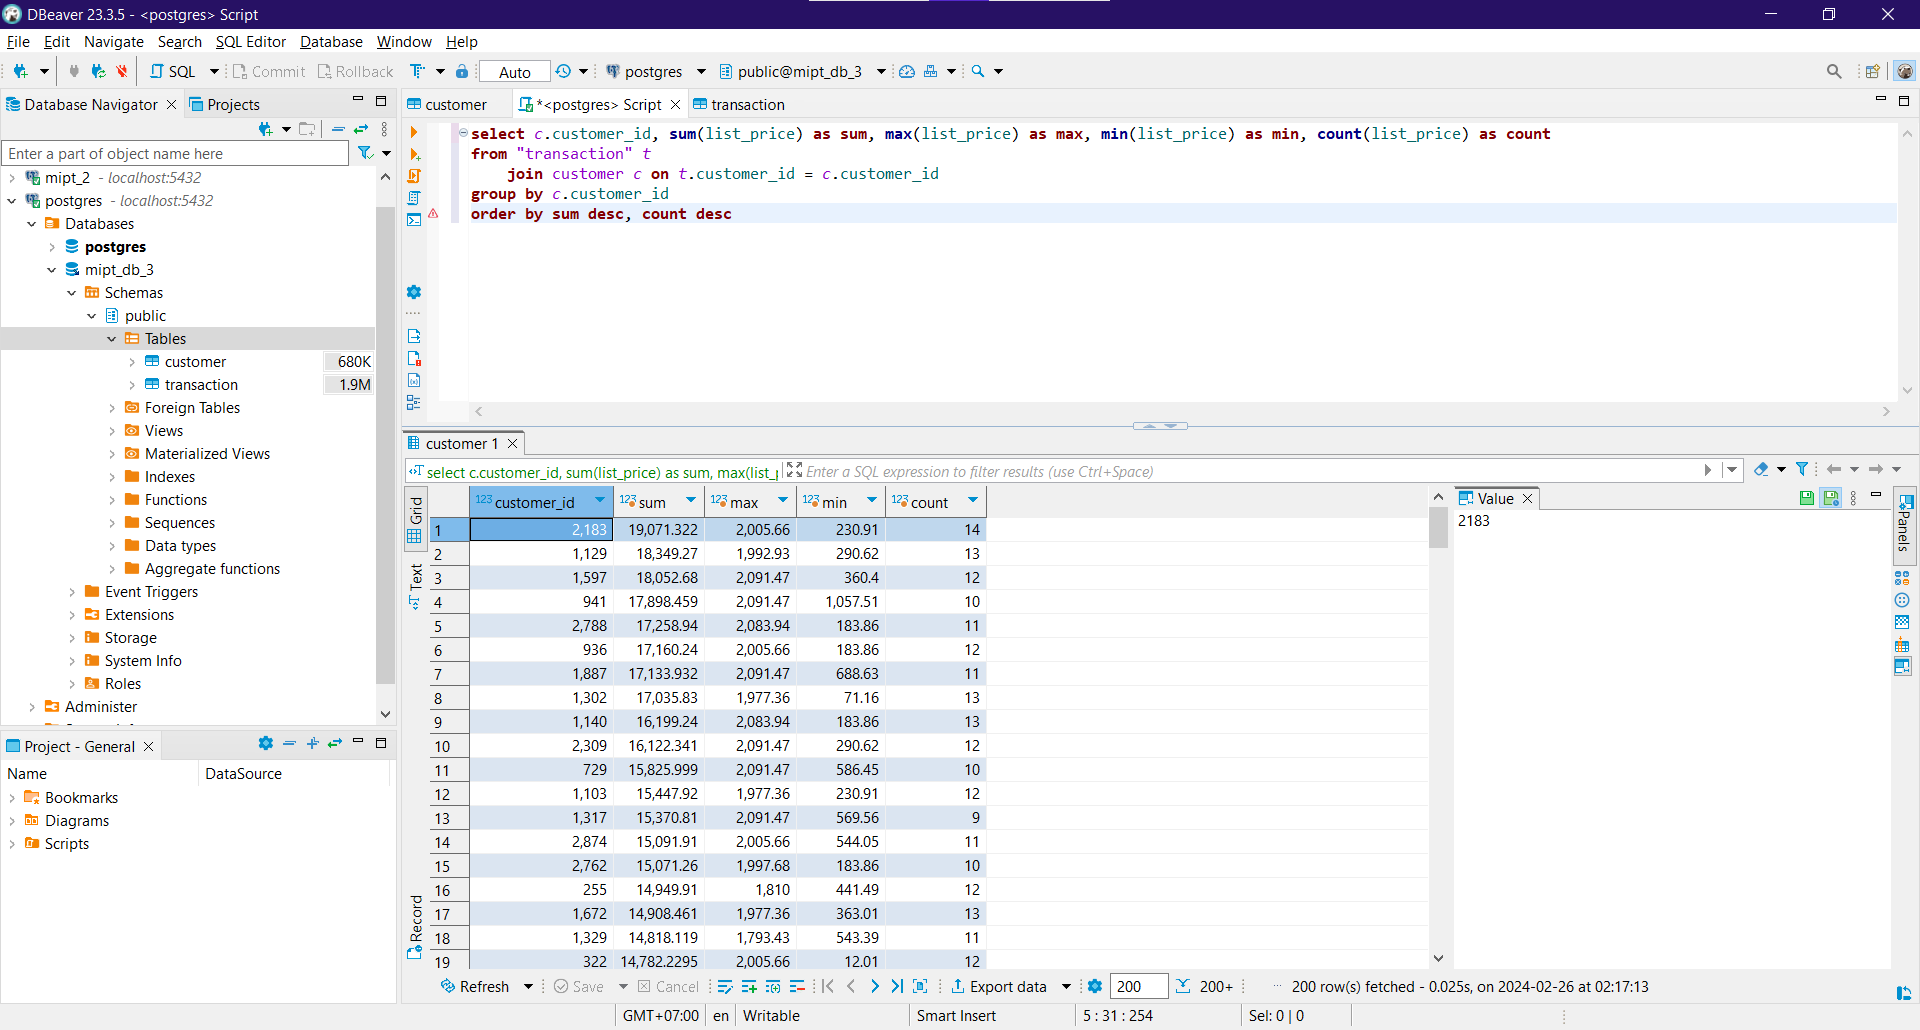 DBeaver 23.3.5 - <postgres> Script
File Edit Navigate Search SQL Editor Database Window Help
SQL Commit Rollback Auto postgres public@mipt_db_3
Database Navigator Projects
Enter a part of object name here
mipt_2 - localhost:5432
postgres - localhost:5432
Databases
postgres
mipt_db_3
Schemas
public
Tables
customer 680K
transaction 1.9M
Foreign Tables
Views
Materialized Views
Indexes
Functions
Sequences
Data types
Aggregate functions
Event Triggers
Extensions
Storage
System Info
Roles
Administer
Project - General
Name DataSource
Bookmarks
Diagrams
Scripts
customer *<postgres> Script transaction
select c.customer_id, sum(list_price) as sum, max(list_price) as max, min(list_price) as min, count(list_price) as count
from "transaction" t
join customer c on t.customer_id = c.customer_id
group by c.customer_id
order by sum desc, count desc
customer 1
select c.customer_id, sum(list_price) as sum, max(list_ Enter a SQL expression to filter results (use Ctrl+Space)
Grid
Text
Record
123 customer_id 123 sum 123 max 123 min 123 count
1 2,183 19,071.322 2,005.66 230.91 14
2 1,129 18,349.27 1,992.93 290.62 13
3 1,597 18,052.68 2,091.47 360.4 12
4 941 17,898.459 2,091.47 1,057.51 10
5 2,788 17,258.94 2,083.94 183.86 11
6 936 17,160.24 2,005.66 183.86 12
7 1,887 17,133.932 2,091.47 688.63 11
8 1,302 17,035.83 1,977.36 71.16 13
9 1,140 16,199.24 2,083.94 183.86 13
10 2,309 16,122.341 2,091.47 290.62 12
11 729 15,825.999 2,091.47 586.45 10
12 1,103 15,447.92 1,977.36 230.91 12
13 1,317 15,370.81 2,091.47 569.56 9
14 2,874 15,091.91 2,005.66 544.05 11
15 2,762 15,071.26 1,997.68 183.86 10
16 255 14,949.91 1,810 441.49 12
17 1,672 14,908.461 1,977.36 363.01 13
18 1,329 14,818.119 1,793.43 543.39 11
19 322 14,782.2295 2,005.66 12.01 12
Value
2183
Panels
Refresh Save Cancel Export data 200 200+ 200 row(s) fetched - 0.025s, on 2024-02-26 at 02:17:13
GMT+07:00 en Writable Smart Insert 5 : 31 : 254 Sel: 0 | 0